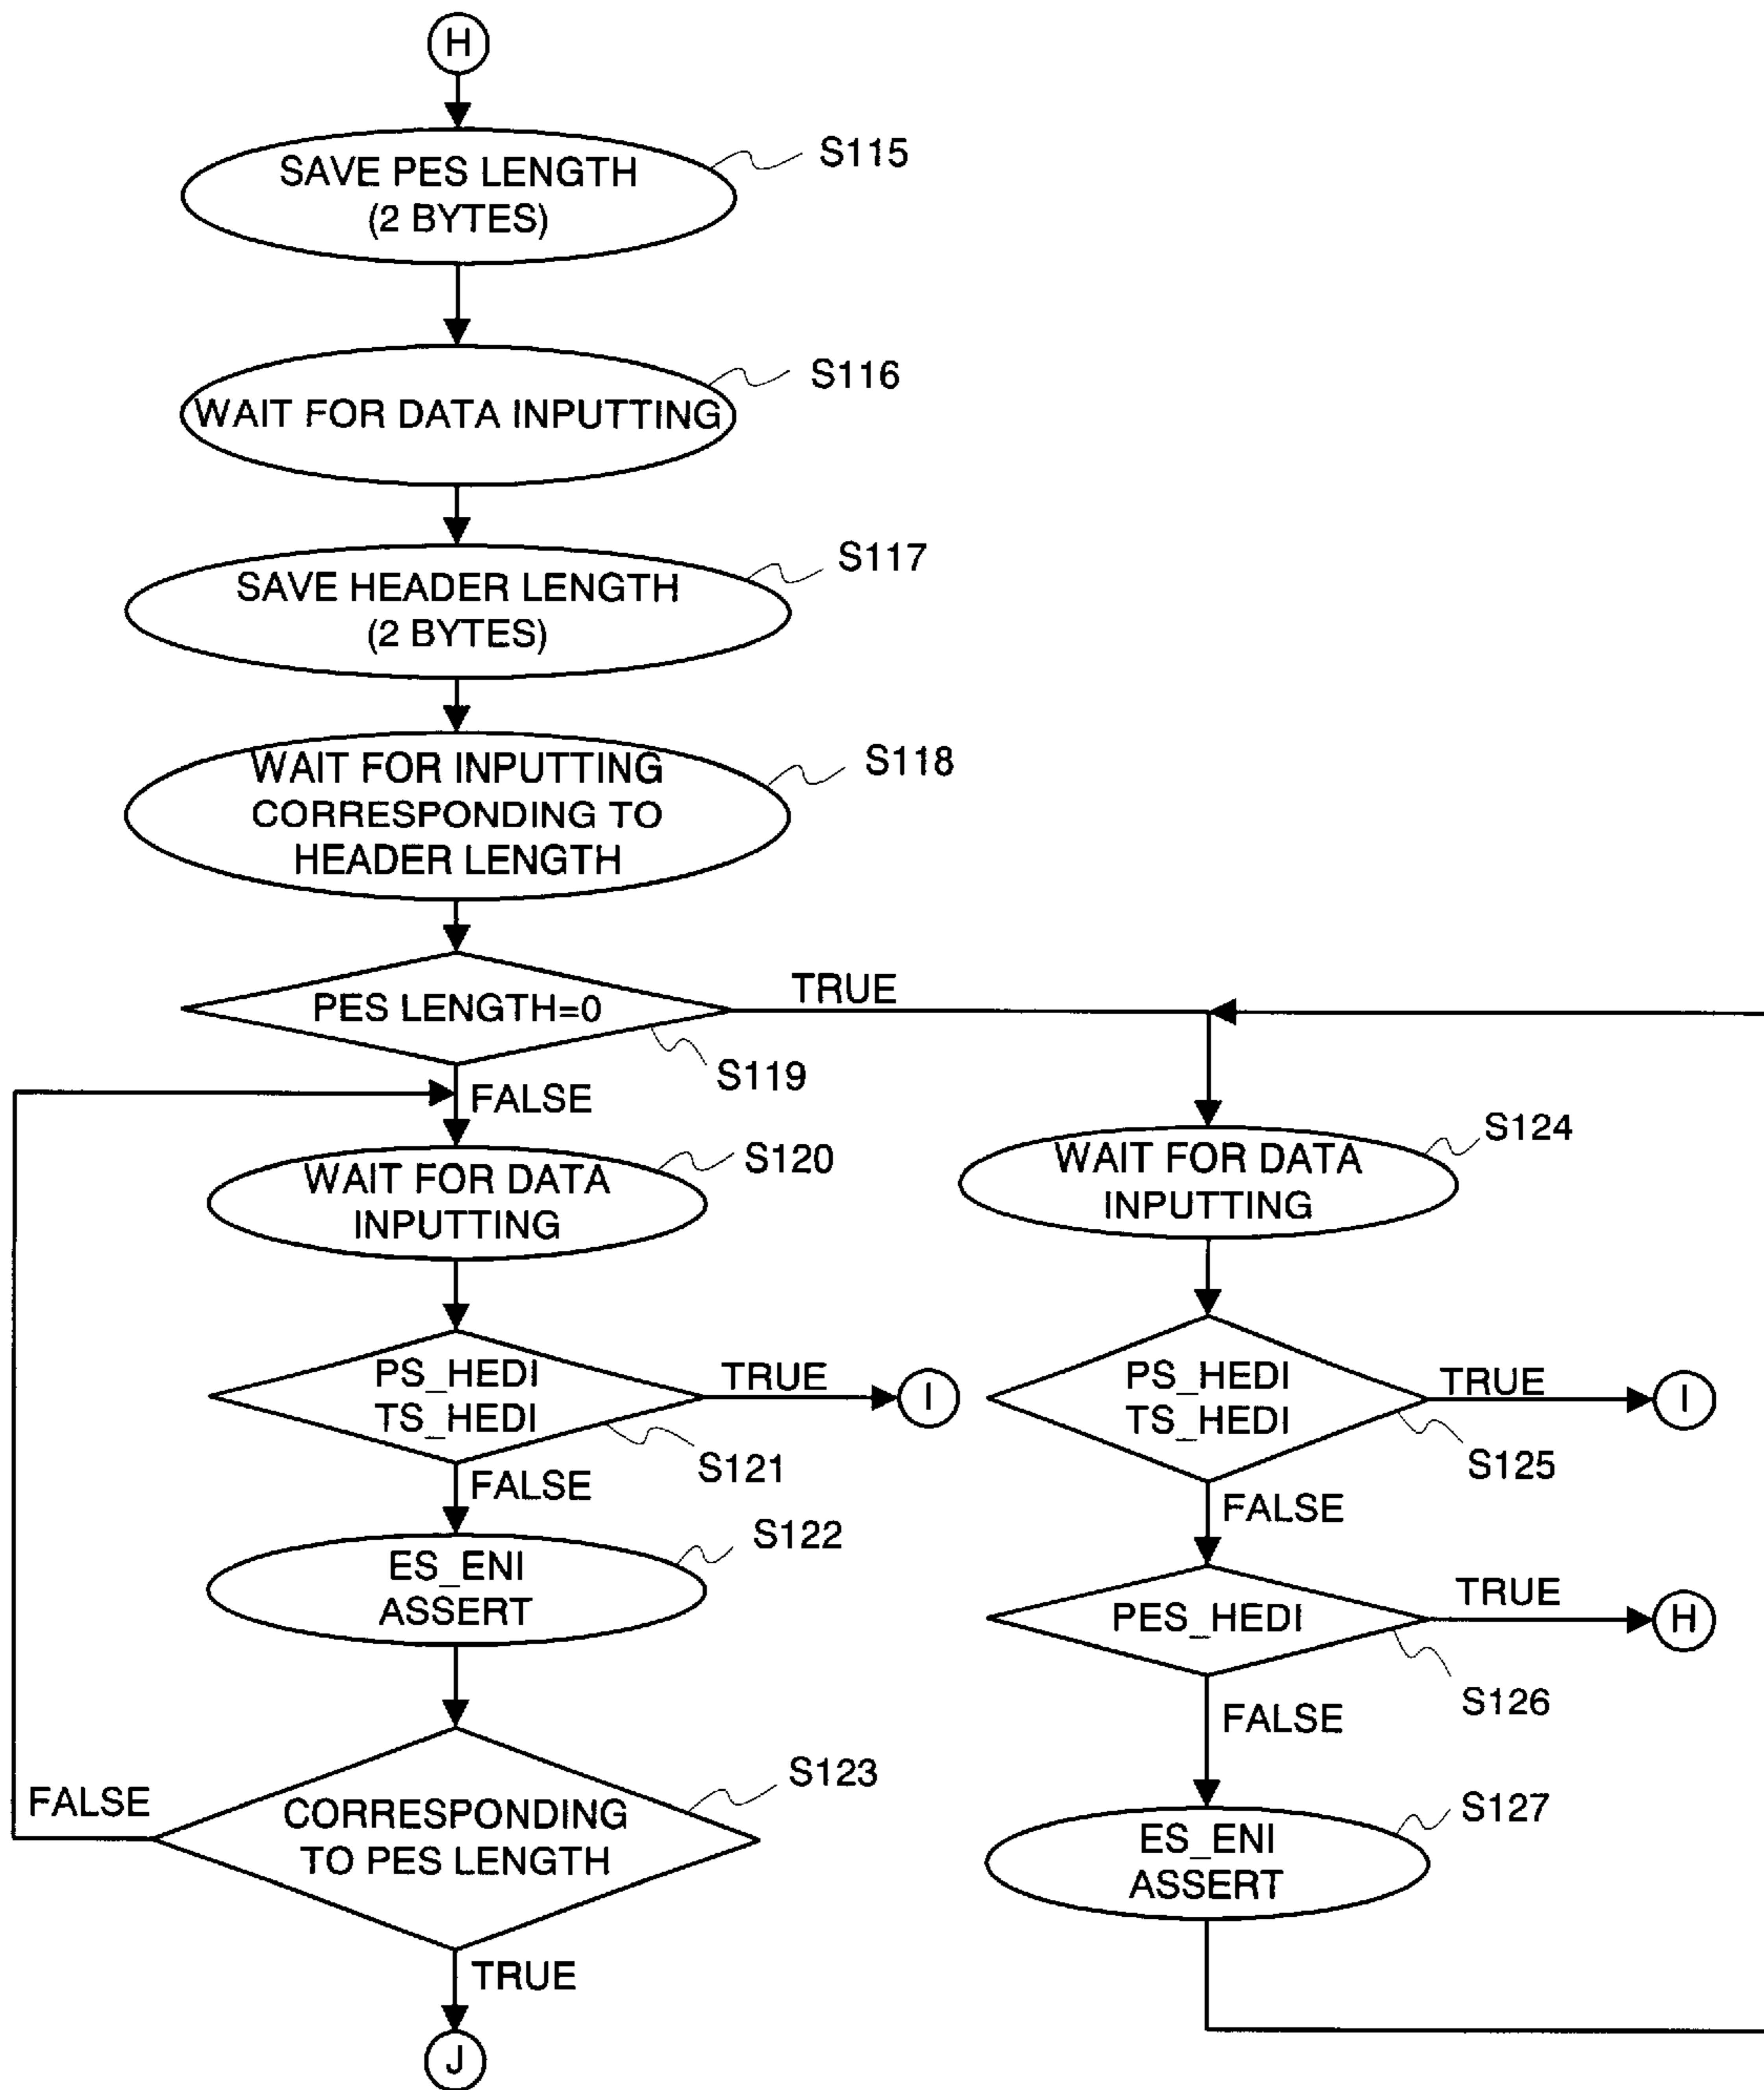 H
SAVE PES LENGTH
(2 BYTES)
S115
WAIT FOR DATA INPUTTING
S116
SAVE HEADER LENGTH
(2 BYTES)
S117
WAIT FOR INPUTTING
CORRESPONDING TO
HEADER LENGTH
S118
PES LENGTH=0
TRUE
S119
FALSE
WAIT FOR DATA
INPUTTING
S120
PS_HEDI
TS_HEDI
TRUE
I
S121
FALSE
ES_ENI
ASSERT
S122
CORRESPONDING
TO PES LENGTH
S123
FALSE
TRUE
J
WAIT FOR DATA
INPUTTING
S124
PS_HEDI
TS_HEDI
TRUE
I
S125
FALSE
PES_HEDI
TRUE
H
S126
FALSE
ES_ENI
ASSERT
S127